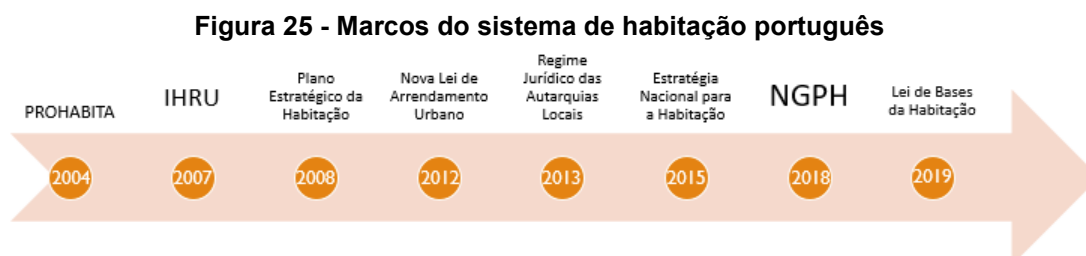 Figura 25 - Marcos do sistema de habitação português
PROHABITA
IHRU
Plano
Estratégico da
Habitação
Nova Lei de
Arrendamento
Urbano
Regime
Jurídico das
Autarquias
Locais
Estratégia
Nacional para
a Habitação
NGPH
Lei de Bases
da Habitação
2004
2007
2008
2012
2013
2015
2018
2019